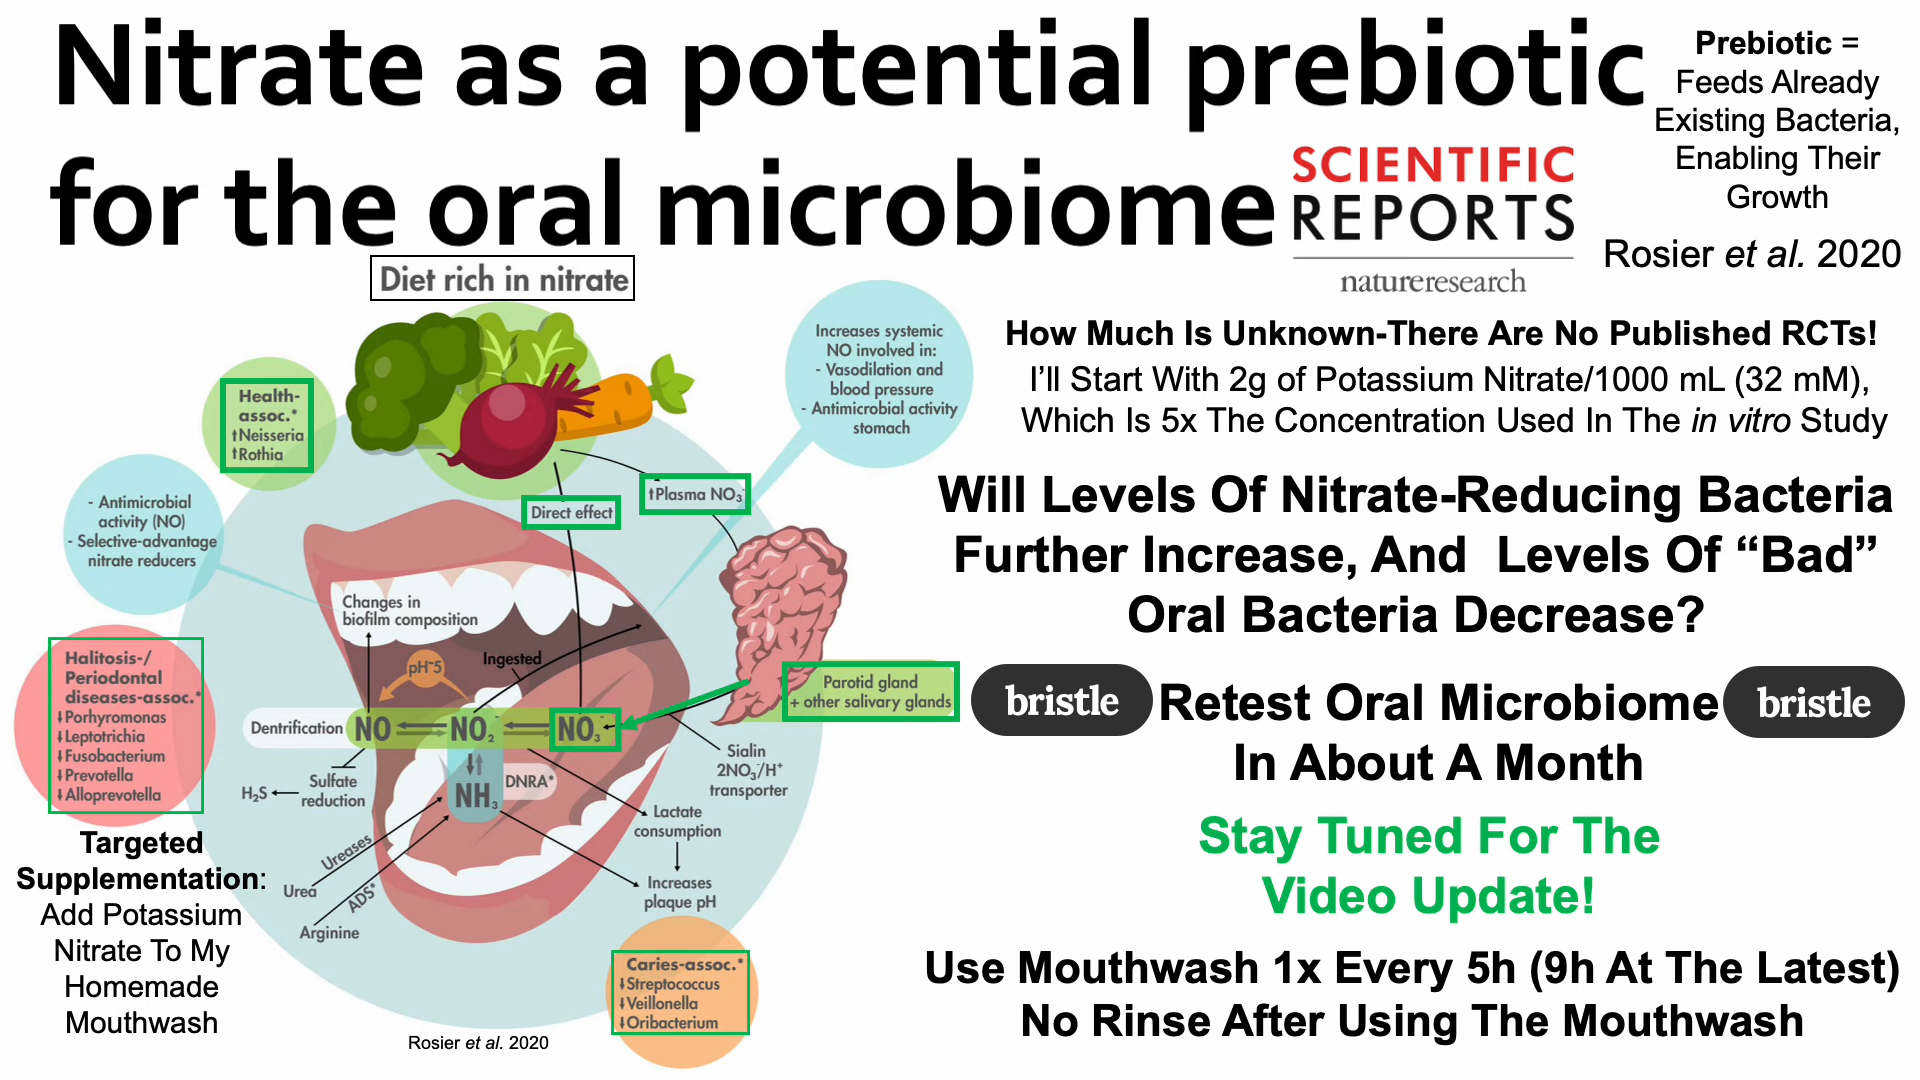 Nitrate as a potential prebiotic
for the oral microbiome
SCIENTIFIC
REPORTS
natureresearch
Prebiotic =
Feeds Already
Existing Bacteria,
Enabling Their
Growth
Rosier et al. 2020
Diet rich in nitrate
Health-
assoc.*
↑Neisseria
↑Rothia
- Antimicrobial
activity (NO)
- Selective-advantage
nitrate reducers
Increases systemic
NO involved in:
- Vasodilation and
blood pressure
- Antimicrobial activity
stomach
↑Plasma NO₃⁻
Direct effect
Changes in
biofilm composition
pH~5
Ingested
Parotid gland
+ other salivary glands
Dentrification
NO
NO₂⁻
NO₃⁻
NH₃
DNRA*
Sulfate
reduction
H₂S
Sialin
2NO₃⁻/H⁺
transporter
Lactate
consumption
Increases
plaque pH
Ureases
Urea
ADS*
Arginine
Halitosis-/
Periodontal
diseases-assoc.*
↓Porhyromonas
↓Leptotrichia
↓Fusobacterium
↓Prevotella
↓Alloprevotella
Caries-assoc.*
↓Streptococcus
↓Veillonella
↓Oribacterium
Rosier et al. 2020
Targeted
Supplementation:
Add Potassium
Nitrate To My
Homemade
Mouthwash
How Much Is Unknown-There Are No Published RCTs!
I’ll Start With 2g of Potassium Nitrate/1000 mL (32 mM),
Which Is 5x The Concentration Used In The in vitro Study
Will Levels Of Nitrate-Reducing Bacteria
Further Increase, And Levels Of “Bad”
Oral Bacteria Decrease?
bristle Retest Oral Microbiome bristle
In About A Month
Stay Tuned For The
Video Update!
Use Mouthwash 1x Every 5h (9h At The Latest)
No Rinse After Using The Mouthwash